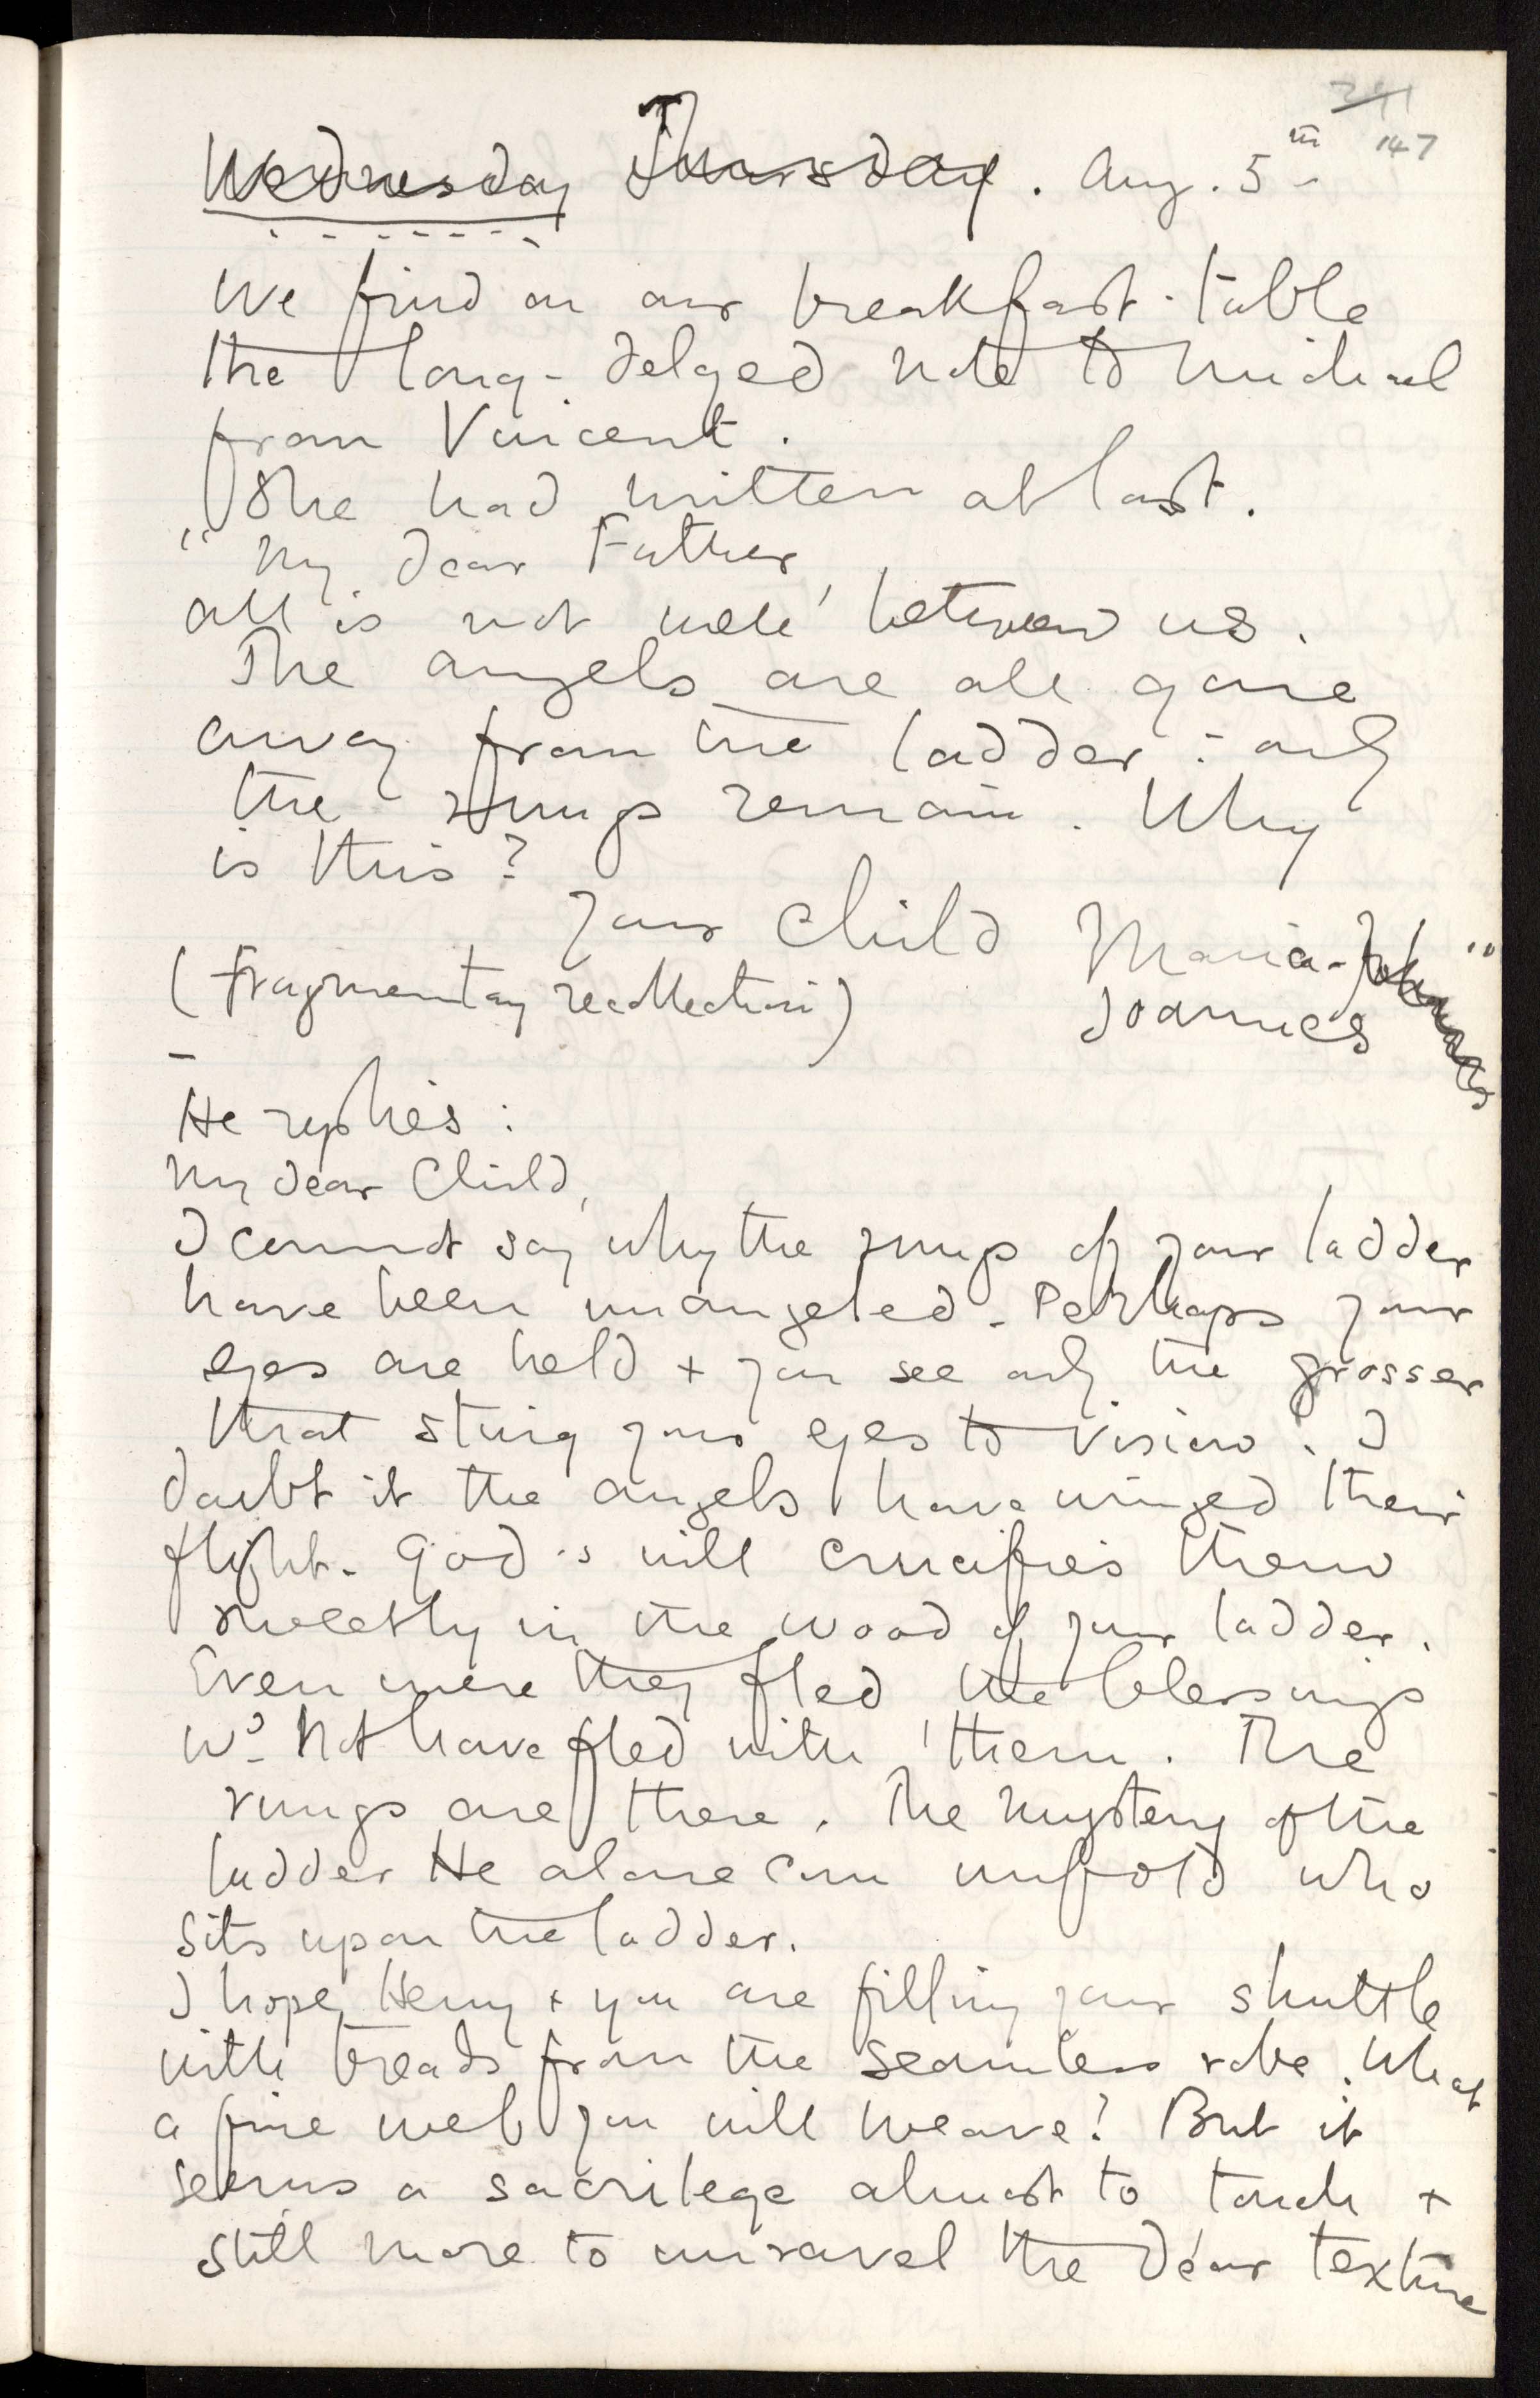 241
147
Wednesday Thursday. Aug. 5th
We find on our breakfast-table
the long-delayed note to Michael
from Vincent.
She had written at last.
"My dear Father,
All is not well between us.
The angels are all gone
away from the ladder: only
the rungs remain. Why
is this?
Your Child Maria-Johannes"
Joannes
(Fragmentary recollection)
—
He replies:
My dear Child,
I cannot say why the rungs of your ladder
have been unangeled. Perhaps your
eyes are held + you see only the grosser
that sting your eyes to vision. I
doubt it the angels have winged their
flight. God's will crucifies them
sweetly in the wood of your ladder.
Even were they fled the blessings
wd. not have fled with them. The
rungs are there. The mystery of the
ladder He alone can unfold who
sits upon the ladder.
I hope Henry + you are filling your shuttle
with treads from the seamless robe. What
a fine web you will weave! But it
seems a sacrilege almost to touch +
still more to unravel the dear texture